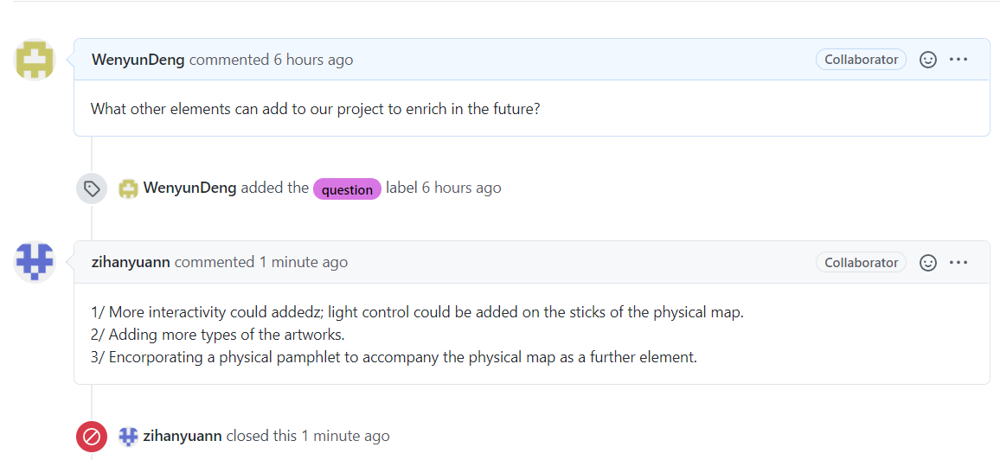 WenyunDeng commented 6 hours ago
Collaborator
What other elements can add to our project to enrich in the future?
WenyunDeng added the question label 6 hours ago
zihanyuann commented 1 minute ago
Collaborator
1/ More interactivity could addedz; light control could be added on the sticks of the physical map.
2/ Adding more types of the artworks.
3/ Encorporating a physical pamphlet to accompany the physical map as a further element.
zihanyuann closed this 1 minute ago